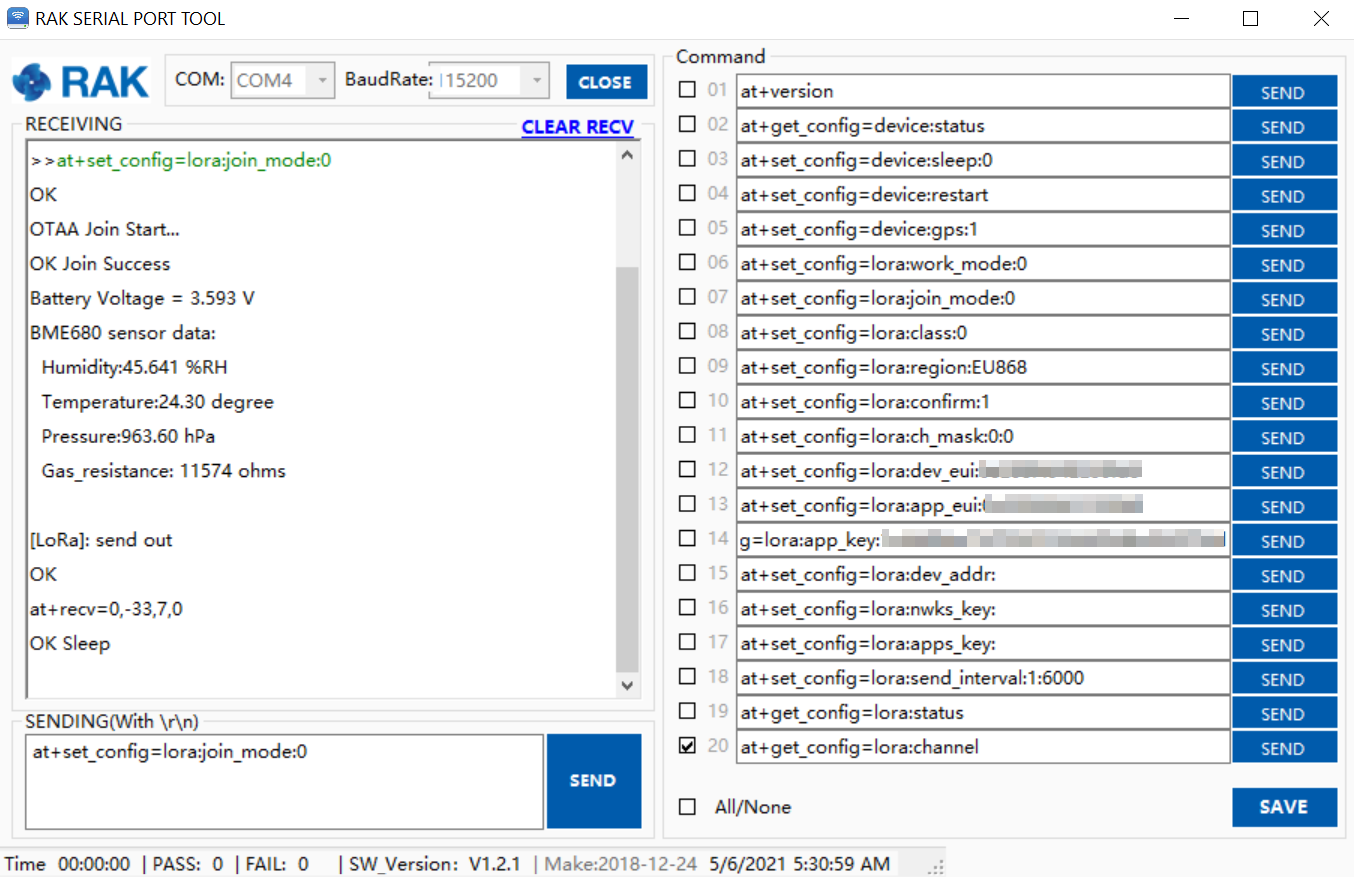 RAK SERIAL PORT TOOL
RAK
COM: COM4 BaudRate: 115200 CLOSE
RECEIVING CLEAR RECV
>>at+set_config=lora:join_mode:0
OK
OTAA Join Start...
OK Join Success
Battery Voltage = 3.593 V
BME680 sensor data:
Humidity:45.641 %RH
Temperature:24.30 degree
Pressure:963.60 hPa
Gas_resistance: 11574 ohms
[LoRa]: send out
OK
at+recv=0,-33,7,0
OK Sleep
SENDING(With \r\n)
at+set_config=lora:join_mode:0
SEND
Command
01 at+version SEND
02 at+get_config=device:status SEND
03 at+set_config=device:sleep:0 SEND
04 at+set_config=device:restart SEND
05 at+set_config=device:gps:1 SEND
06 at+set_config=lora:work_mode:0 SEND
07 at+set_config=lora:join_mode:0 SEND
08 at+set_config=lora:class:0 SEND
09 at+set_config=lora:region:EU868 SEND
10 at+set_config=lora:confirm:1 SEND
11 at+set_config=lora:ch_mask:0:0 SEND
12 at+set_config=lora:dev_eui: SEND
13 at+set_config=lora:app_eui: SEND
14 g=lora:app_key: SEND
15 at+set_config=lora:dev_addr: SEND
16 at+set_config=lora:nwks_key: SEND
17 at+set_config=lora:apps_key: SEND
18 at+set_config=lora:send_interval:1:6000 SEND
19 at+get_config=lora:status SEND
20 at+get_config=lora:channel SEND
All/None SAVE
Time 00:00:00 | PASS: 0 | FAIL: 0 | SW_Version: V1.2.1 | Make:2018-12-24 5/6/2021 5:30:59 AM